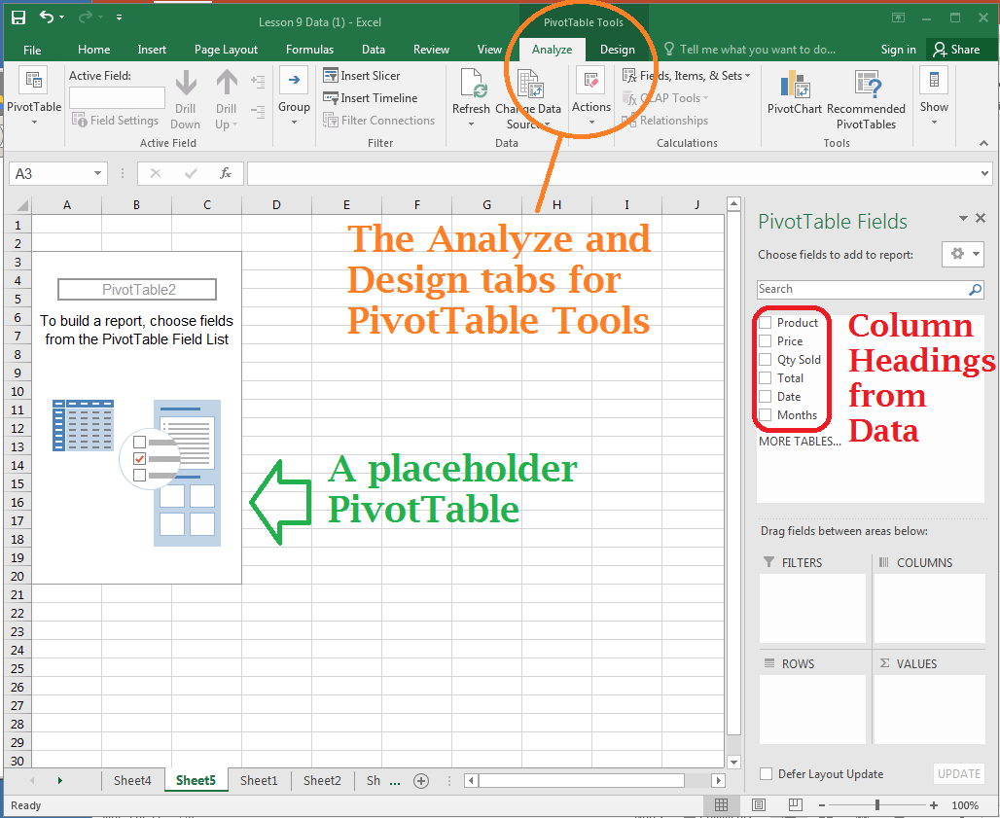 Lesson 9 Data (1) - Excel
PivotTable Tools
File Home Insert Page Layout Formulas Data Review View Analyze Design Tell me what you want to do... Sign in Share
PivotTable
Active Field:
Field Settings
Drill Down
Drill Up
Active Field
Group
Insert Slicer
Insert Timeline
Filter Connections
Filter
Refresh
Change Data Source
Data
Actions
Fields, Items, & Sets
OLAP Tools
Relationships
Calculations
PivotChart
Recommended PivotTables
Tools
Show
A3
fx
A B C D E F G H I J
1
2
3
4
5
6
7
8
9
10
11
12
13
14
15
16
17
18
19
20
21
22
23
24
25
26
27
28
29
30
PivotTable2
To build a report, choose fields
from the PivotTable Field List
The Analyze and
Design tabs for
PivotTable Tools
A placeholder
PivotTable
PivotTable Fields
Choose fields to add to report:
Search
Product
Price
Qty Sold
Total
Date
Months
MORE TABLES...
Column
Headings
from
Data
Drag fields between areas below:
FILTERS
COLUMNS
ROWS
Σ VALUES
Defer Layout Update
UPDATE
Sheet4 Sheet5 Sheet1 Sheet2 Sh ...
Ready
100%